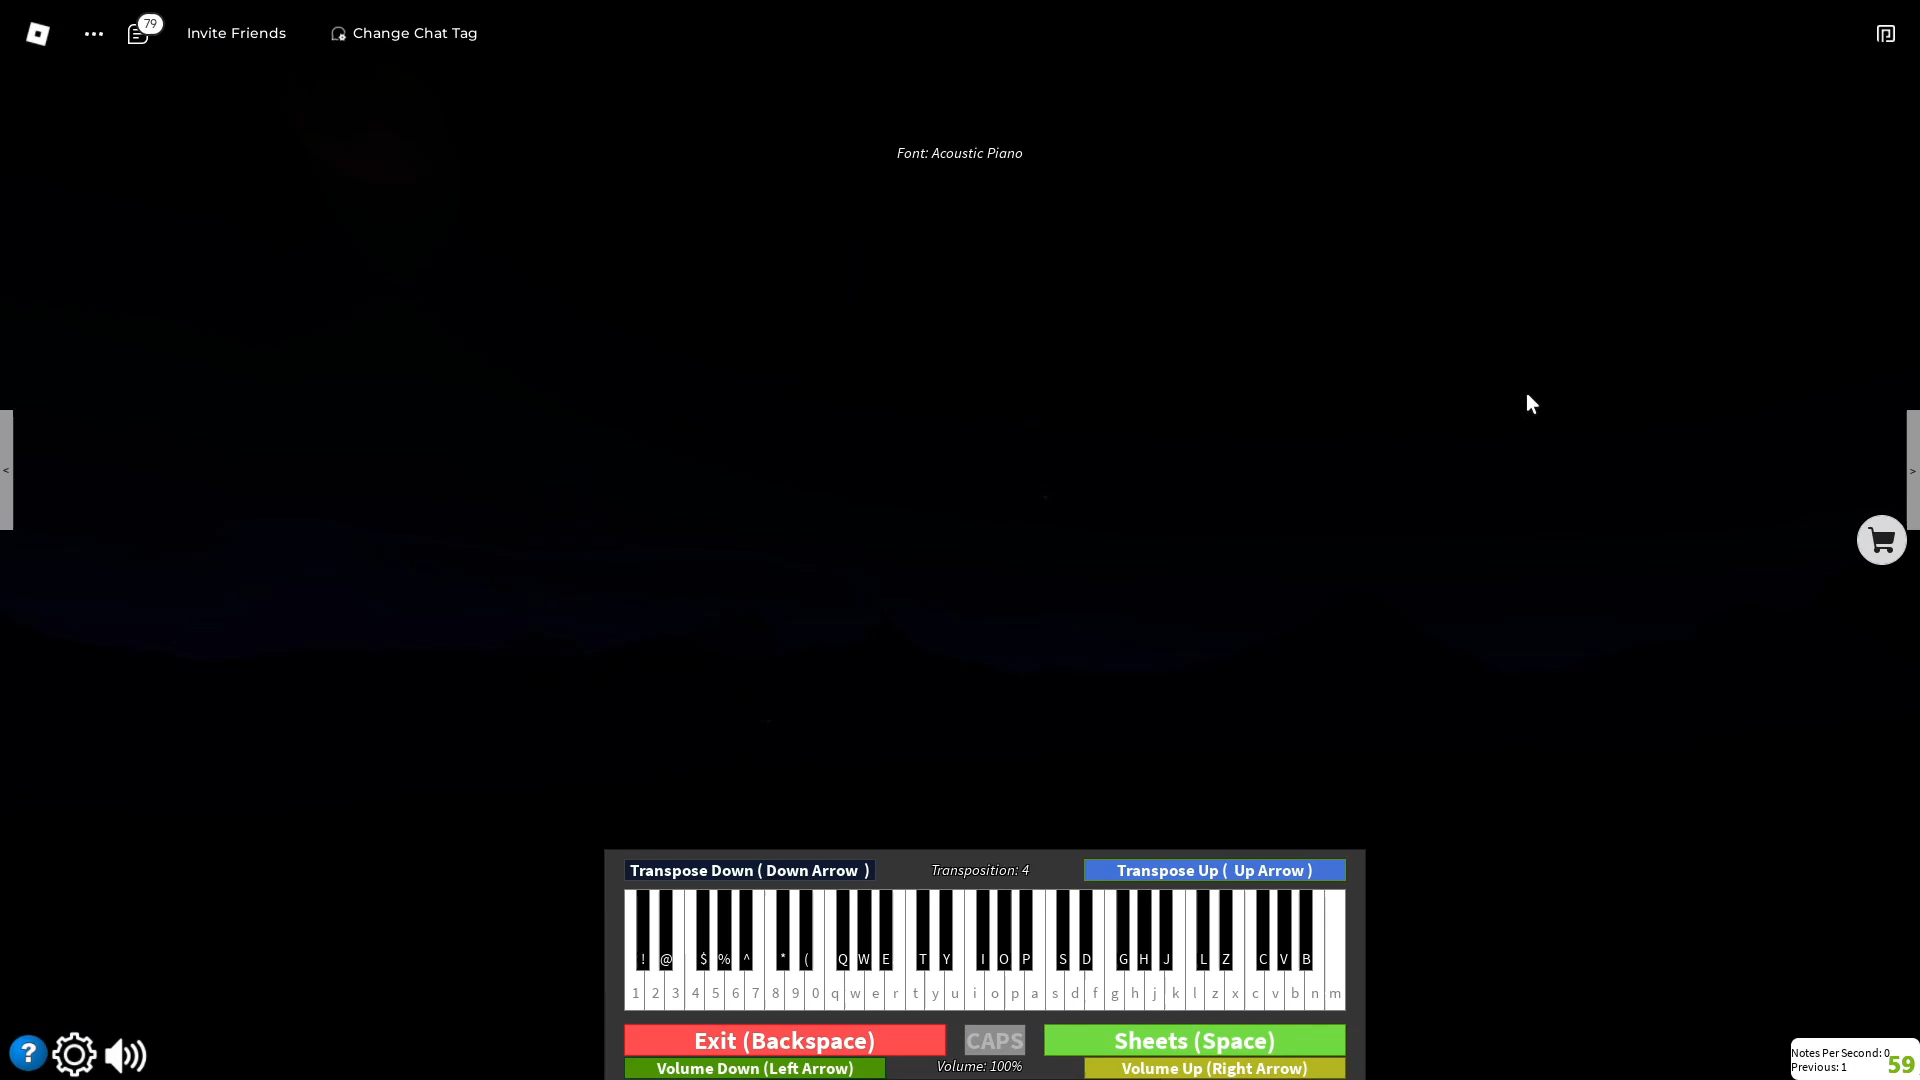 79
Invite Friends
Change Chat Tag
Font: Acoustic Piano
<
>
Transpose Down ( Down Arrow )
Transposition: 4
Transpose Up ( Up Arrow )
! @ $ % ^ * ( Q W E T Y I O P S D G H J L Z C V B
1 2 3 4 5 6 7 8 9 0 q w e r t y u i o p a s d f g h j k l z x c v b n m
Exit (Backspace)
CAPS
Sheets (Space)
Volume Down (Left Arrow)
Volume: 100%
Volume Up (Right Arrow)
?
Notes Per Second: 0
Previous: 1
59